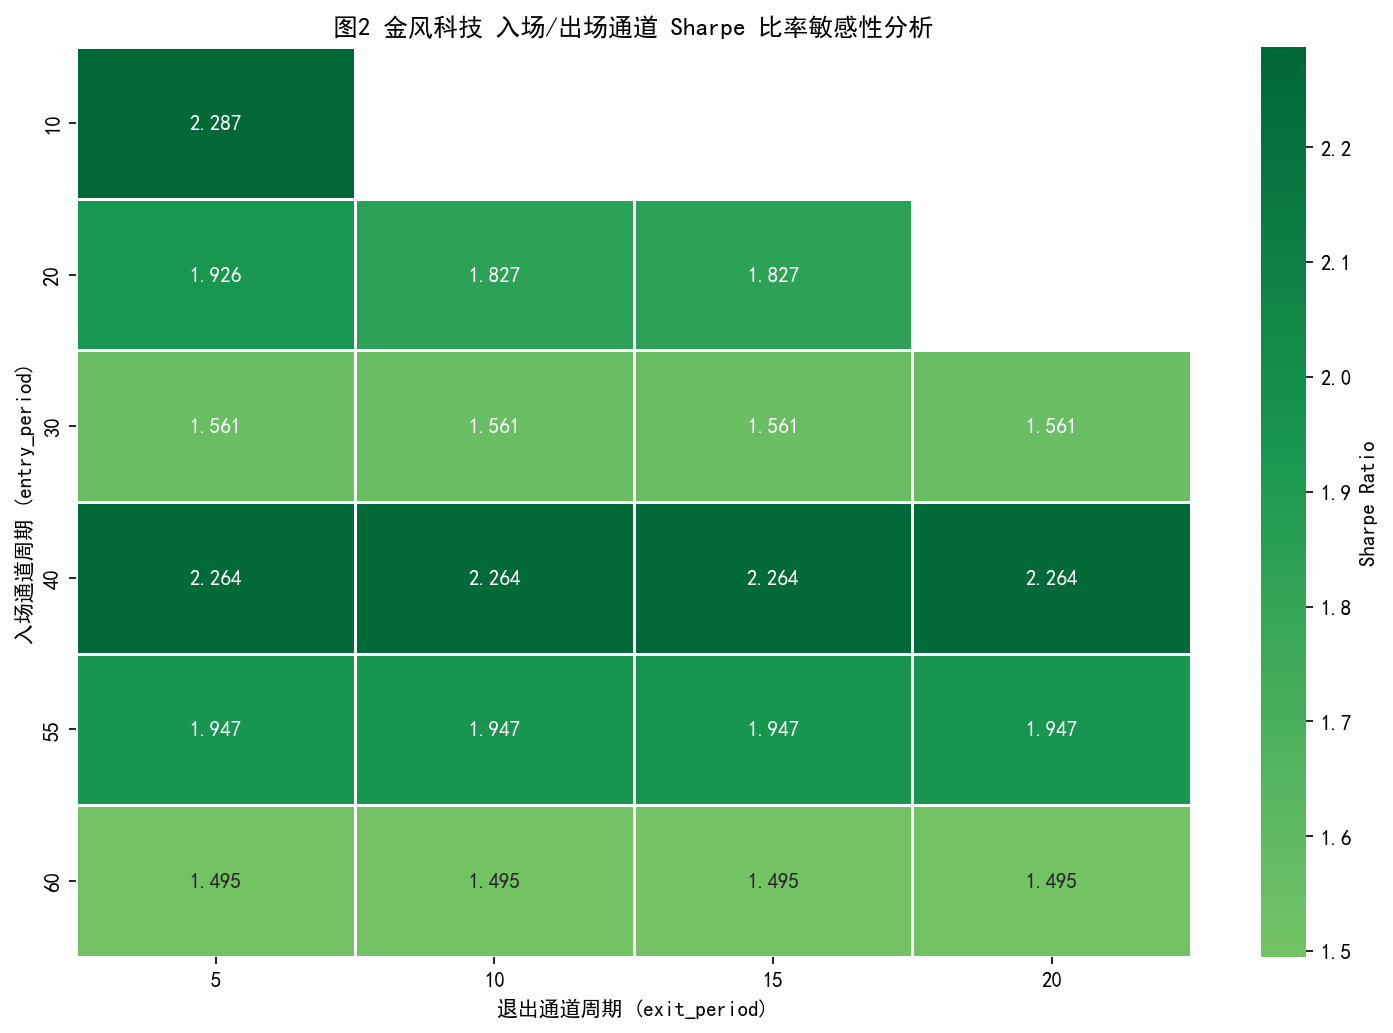 图2 金风科技 入场/出场通道 Sharpe 比率敏感性分析
入场通道周期 (entry_period)
10 2.287
20 1.926 1.827 1.827
30 1.561 1.561 1.561 1.561
40 2.264 2.264 2.264 2.264
55 1.947 1.947 1.947 1.947
60 1.495 1.495 1.495 1.495
5 10 15 20
退出通道周期 (exit_period)
2.2
2.1
2.0
1.9
1.8
1.7
1.6
1.5
Sharpe Ratio